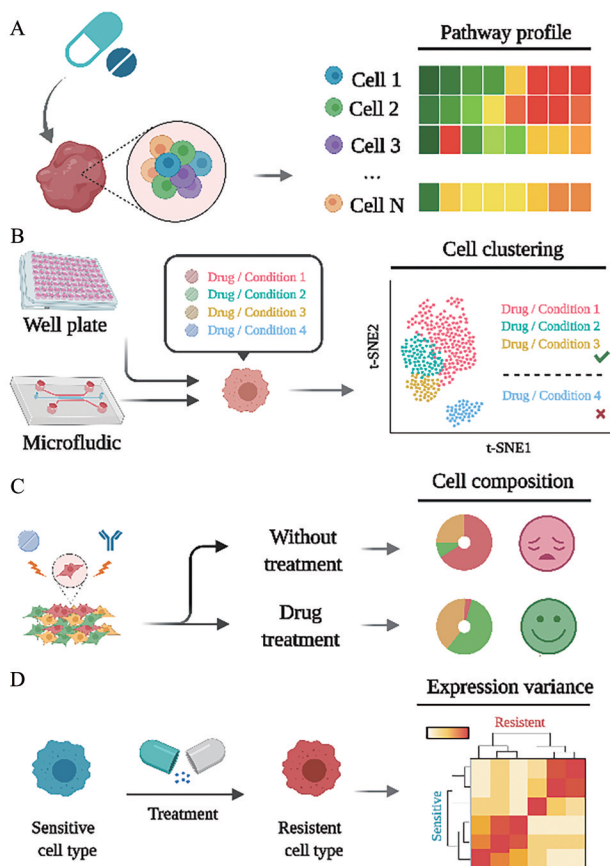 A
Pathway profile
Cell 1
Cell 2
Cell 3
...
Cell N
B
Well plate
Microfludic
Drug / Condition 1
Drug / Condition 2
Drug / Condition 3
Drug / Condition 4
Cell clustering
t-SNE2
Drug / Condition 1
Drug / Condition 2
Drug / Condition 3
Drug / Condition 4
t-SNE1
C
Cell composition
Without
treatment
Drug
treatment
D
Expression variance
Sensitive
cell type
Treatment
Resistent
cell type
Resistent
Sensitive